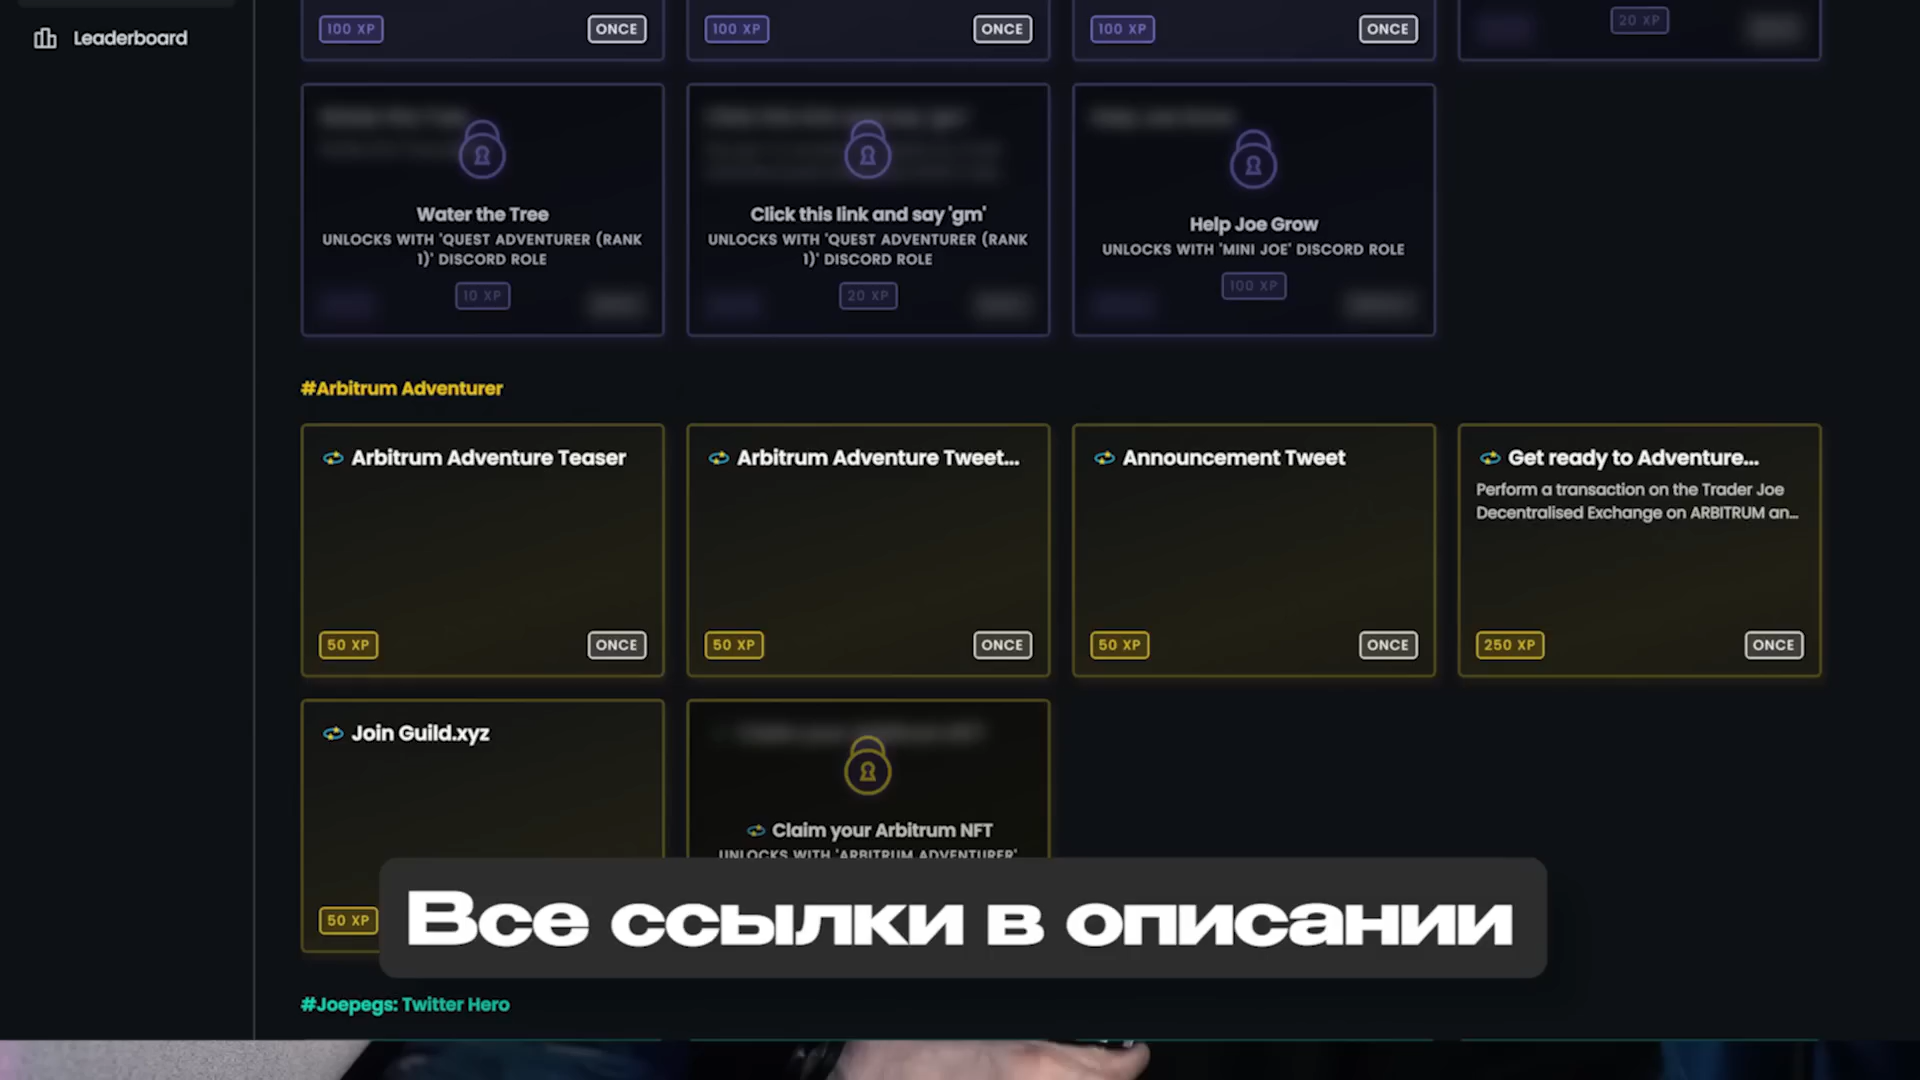 Leaderboard
100 XP
ONCE
100 XP
ONCE
100 XP
ONCE
20 XP
Water the Tree
UNLOCKS WITH 'QUEST ADVENTURER (RANK
1)' DISCORD ROLE
10 XP
Click this link and say 'gm'
UNLOCKS WITH 'QUEST ADVENTURER (RANK
1)' DISCORD ROLE
20 XP
Help Joe Grow
UNLOCKS WITH 'MINI JOE' DISCORD ROLE
100 XP
#Arbitrum Adventurer
Arbitrum Adventure Teaser
50 XP
ONCE
Arbitrum Adventure Tweet...
50 XP
ONCE
Announcement Tweet
50 XP
ONCE
Get ready to Adventure...
Perform a transaction on the Trader Joe
Decentralised Exchange on ARBITRUM an...
250 XP
ONCE
Join Guild.xyz
50 XP
Claim your Arbitrum NFT
UNLOCKS WITH 'ARBITRUM ADVENTURER'
Все ссылки в описании
#Joepegs: Twitter Hero